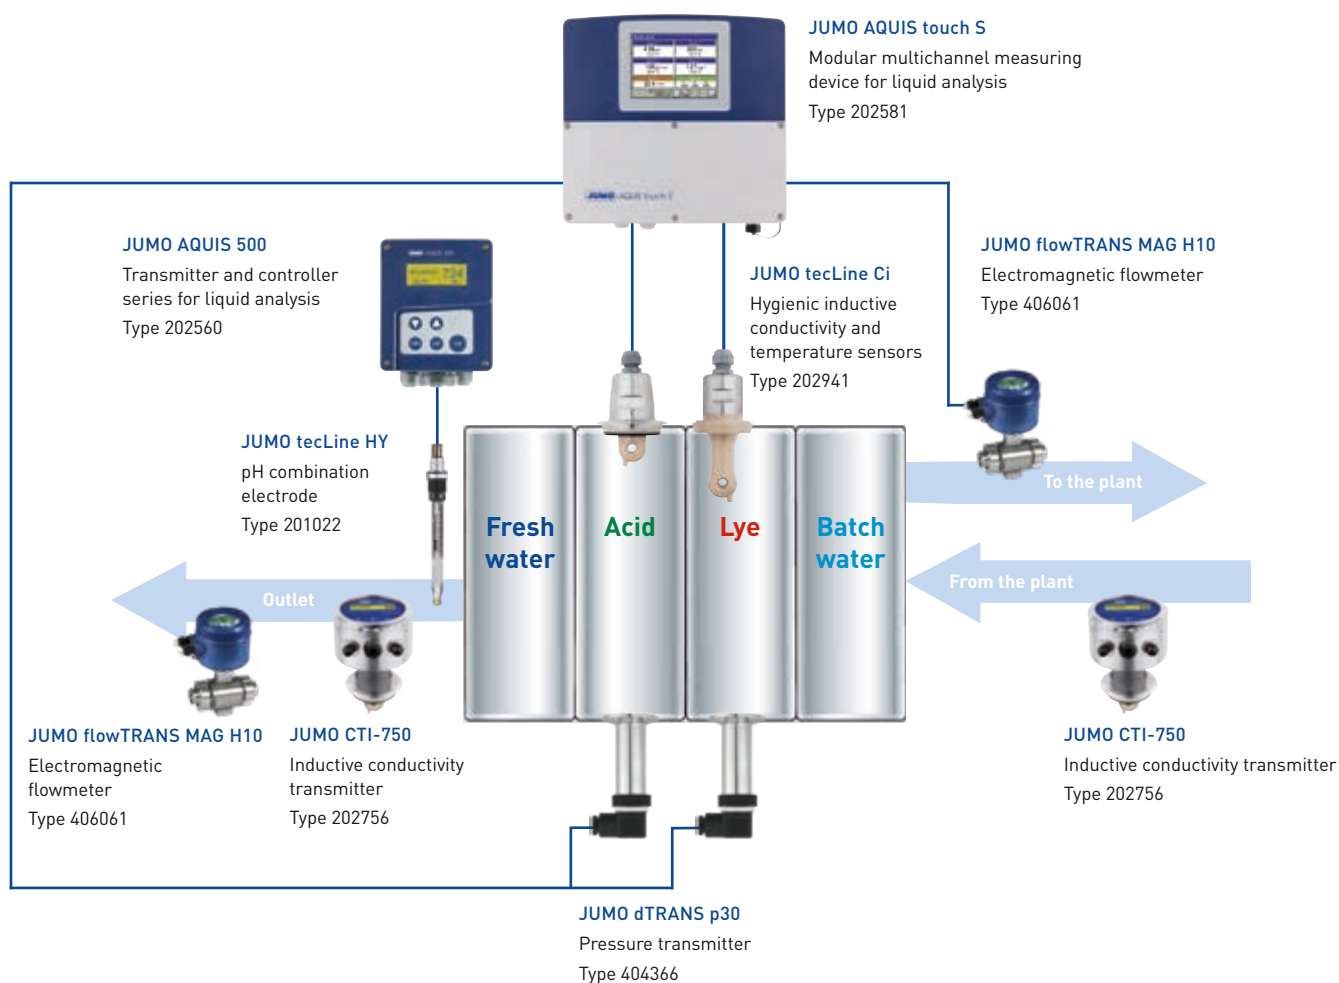 JUMO AQUIS touch S
Modular multichannel measuring
device for liquid analysis
Type 202581
JUMO AQUIS touch S
JUMO AQUIS 500
Transmitter and controller
series for liquid analysis
Type 202560
JUMO tecLine Ci
Hygienic inductive
conductivity and
temperature sensors
Type 202941
JUMO flowTRANS MAG H10
Electromagnetic flowmeter
Type 406061
JUMO tecLine HY
pH combination
electrode
Type 201022
Fresh
water
Acid
Lye
Batch
water
To the plant
From the plant
Outlet
JUMO flowTRANS MAG H10
Electromagnetic
flowmeter
Type 406061
JUMO CTI-750
Inductive conductivity
transmitter
Type 202756
JUMO CTI-750
Inductive conductivity transmitter
Type 202756
JUMO dTRANS p30
Pressure transmitter
Type 404366